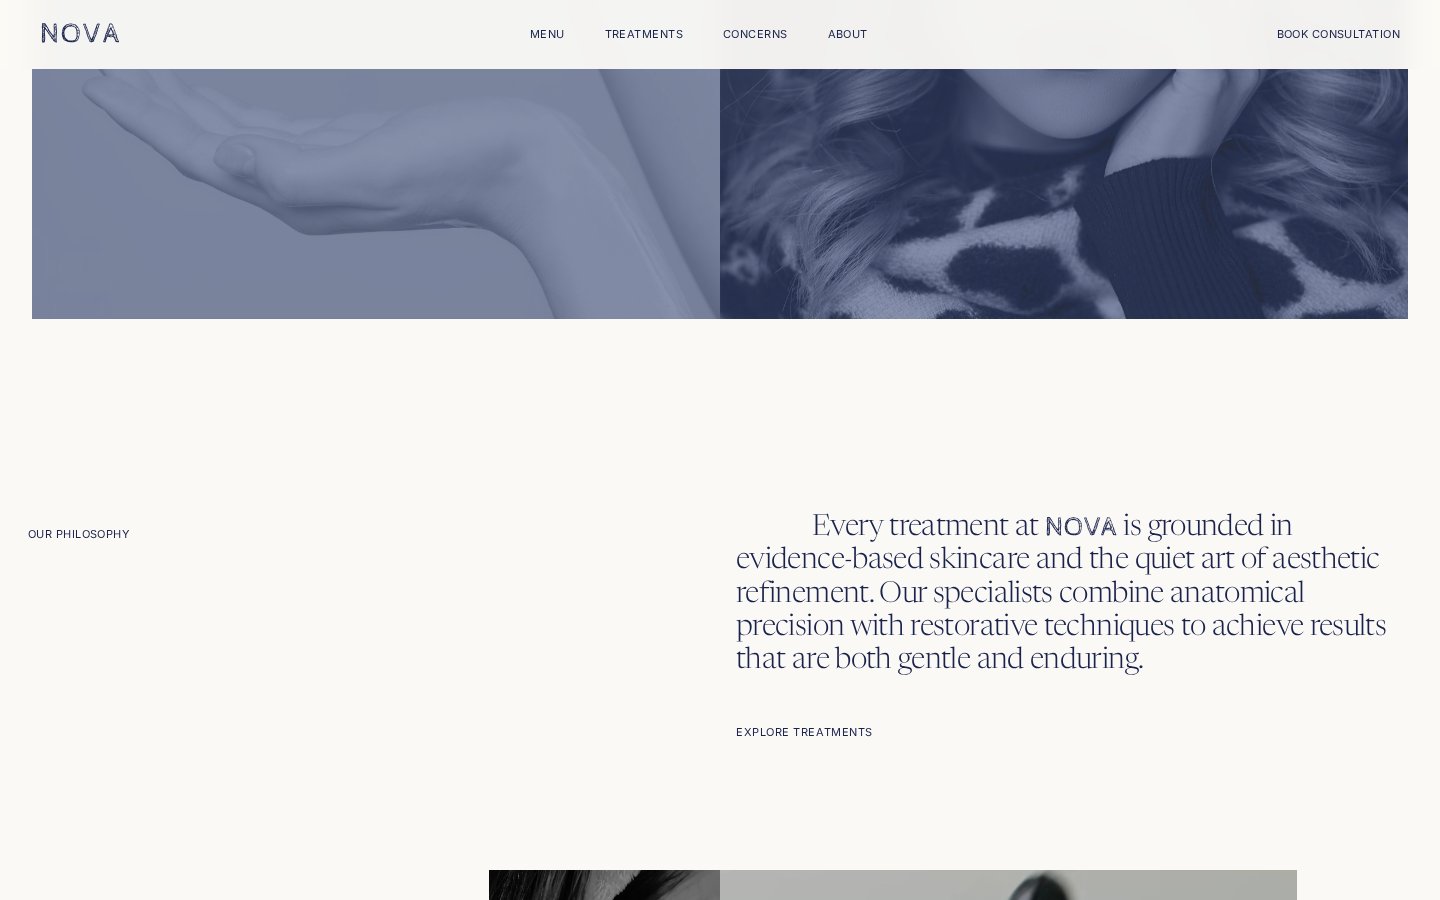 NOVA
MENU
TREATMENTS
CONCERNS
ABOUT
BOOK CONSULTATION
OUR PHILOSOPHY
Every treatment at NOVA is grounded in
evidence-based skincare and the quiet art of aesthetic
refinement. Our specialists combine anatomical
precision with restorative techniques to achieve results
that are both gentle and enduring.
EXPLORE TREATMENTS